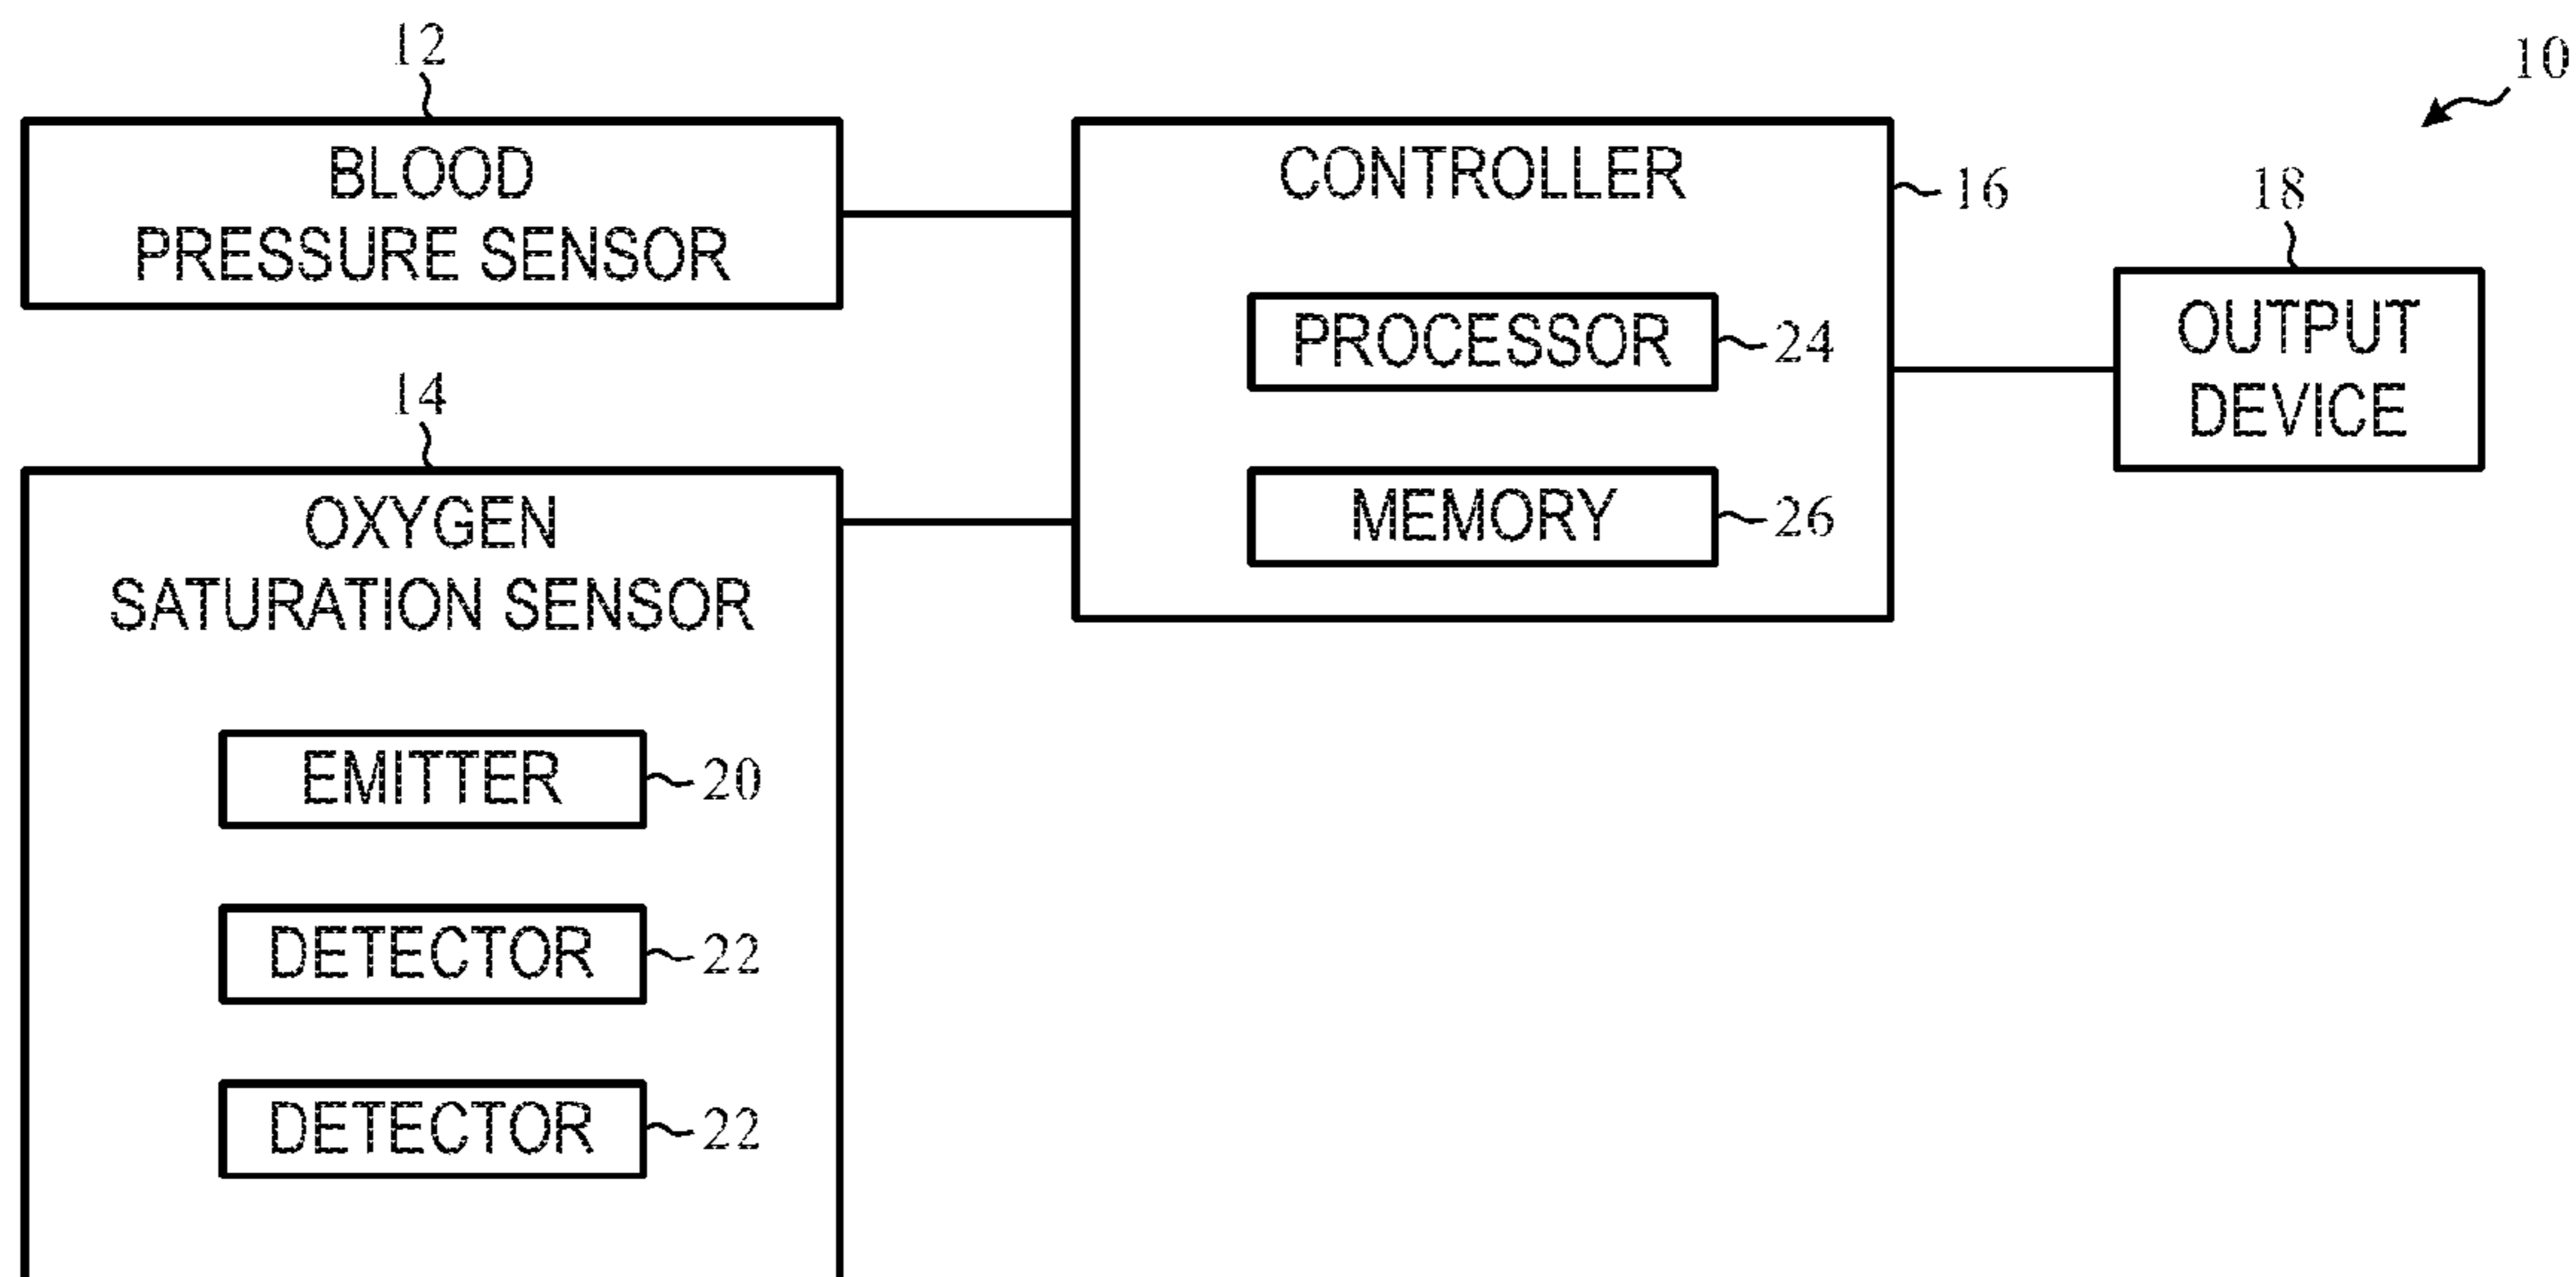 10
12
BLOOD
PRESSURE SENSOR
14
OXYGEN
SATURATION SENSOR
EMITTER
20
DETECTOR
22
DETECTOR
22
CONTROLLER
16
PROCESSOR
24
MEMORY
26
18
OUTPUT
DEVICE